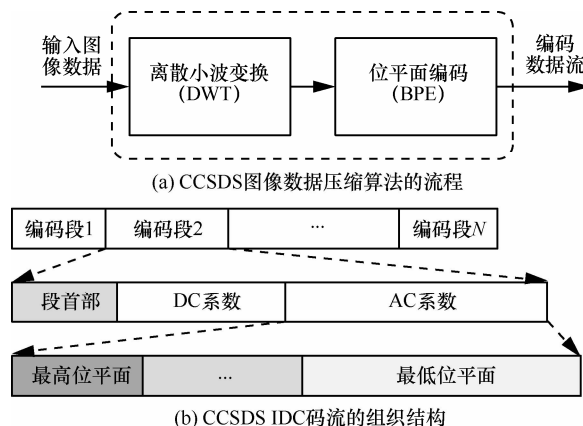 输入图
像数据
离散小波变换
(DWT)
位平面编码
(BPE)
编码
数据流
(a) CCSDS图像数据压缩算法的流程
编码段1 编码段2 ... 编码段N
段首部 DC系数 AC系数
最高位平面 ... 最低位平面
(b) CCSDS IDC码流的组织结构